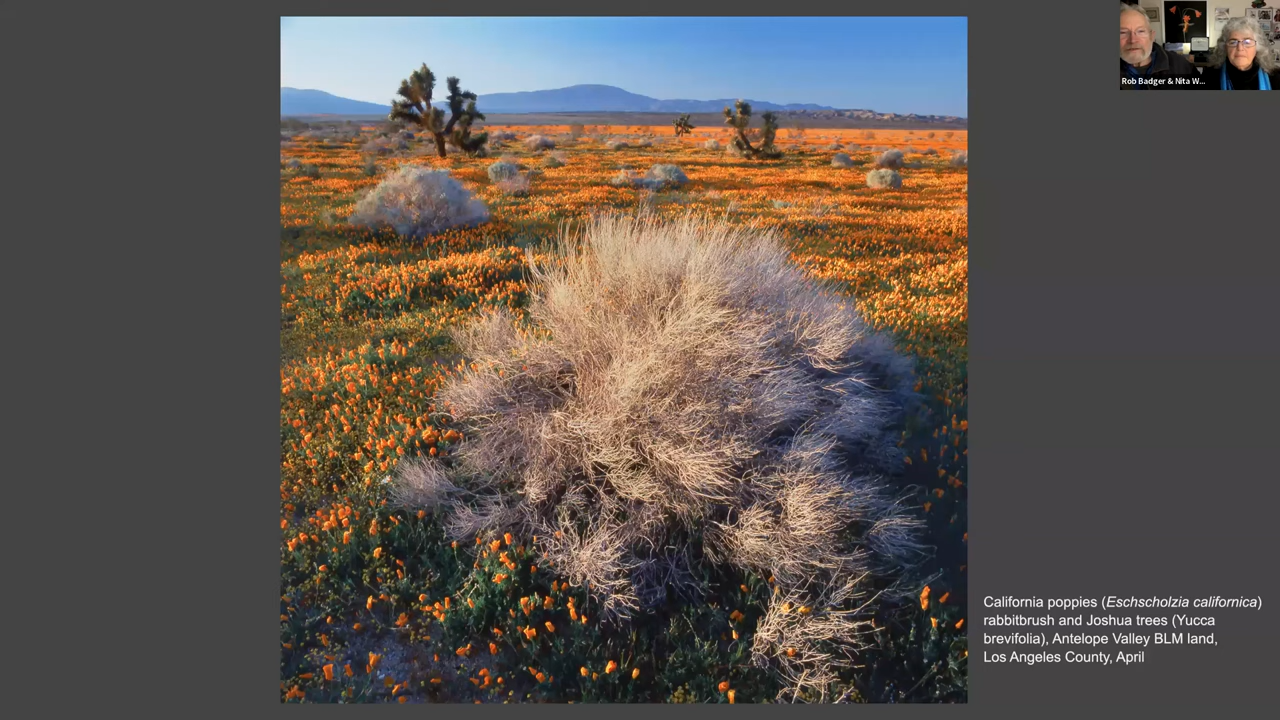 Rob Badger & Nita W...
California poppies (Eschscholzia californica)
rabbitbrush and Joshua trees (Yucca
brevifolia), Antelope Valley BLM land,
Los Angeles County, April